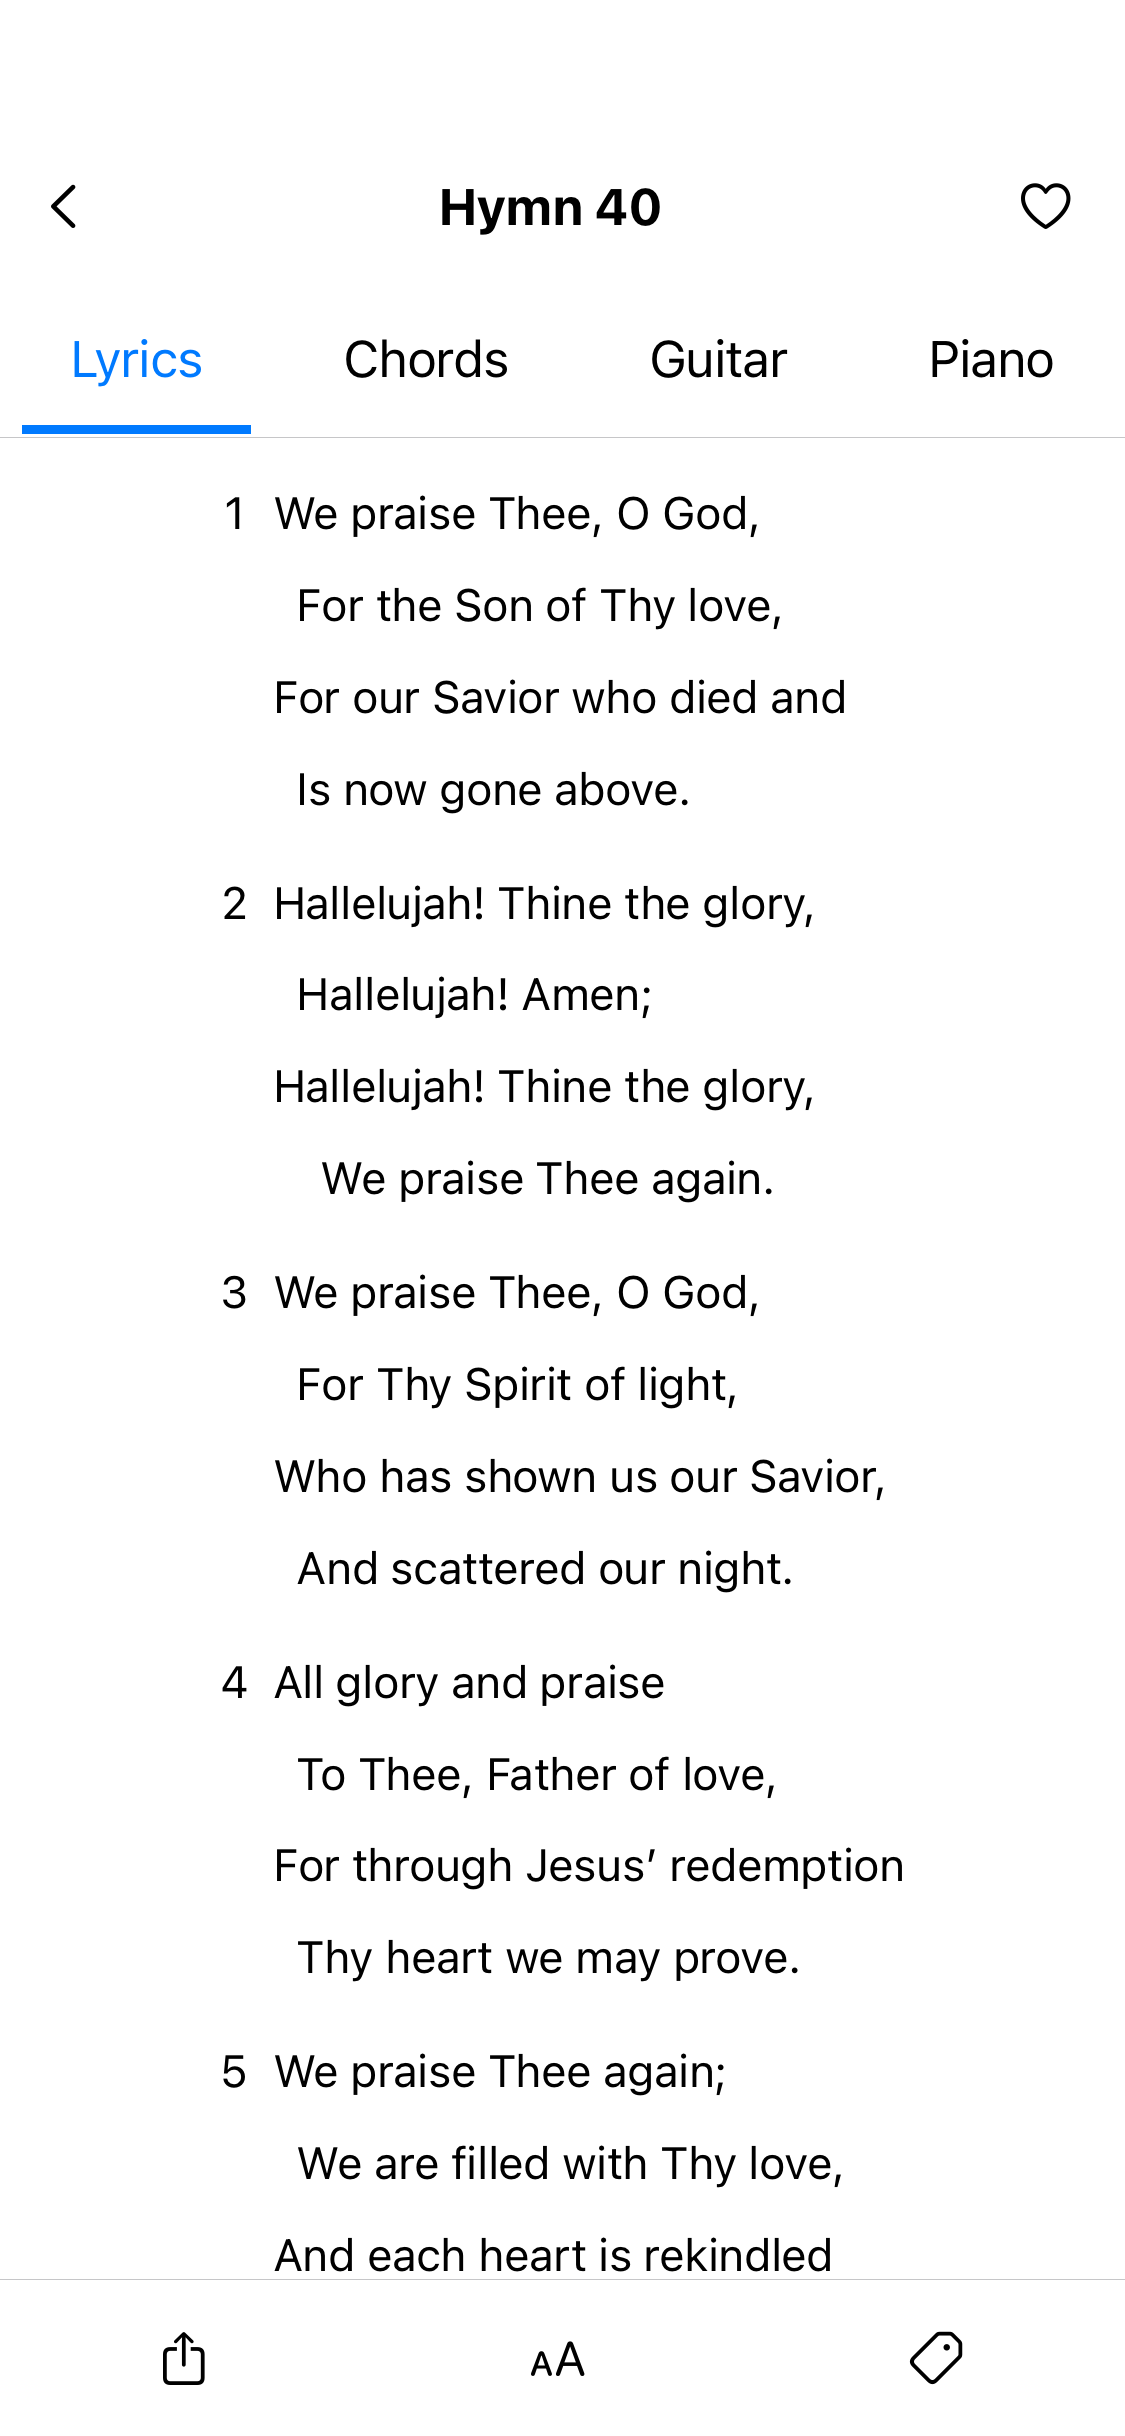 Hymn 40
Lyrics Chords Guitar Piano
1 We praise Thee, O God,
For the Son of Thy love,
For our Savior who died and
Is now gone above.
2 Hallelujah! Thine the glory,
Hallelujah! Amen;
Hallelujah! Thine the glory,
We praise Thee again.
3 We praise Thee, O God,
For Thy Spirit of light,
Who has shown us our Savior,
And scattered our night.
4 All glory and praise
To Thee, Father of love,
For through Jesus’ redemption
Thy heart we may prove.
5 We praise Thee again;
We are filled with Thy love,
And each heart is rekindled
AA